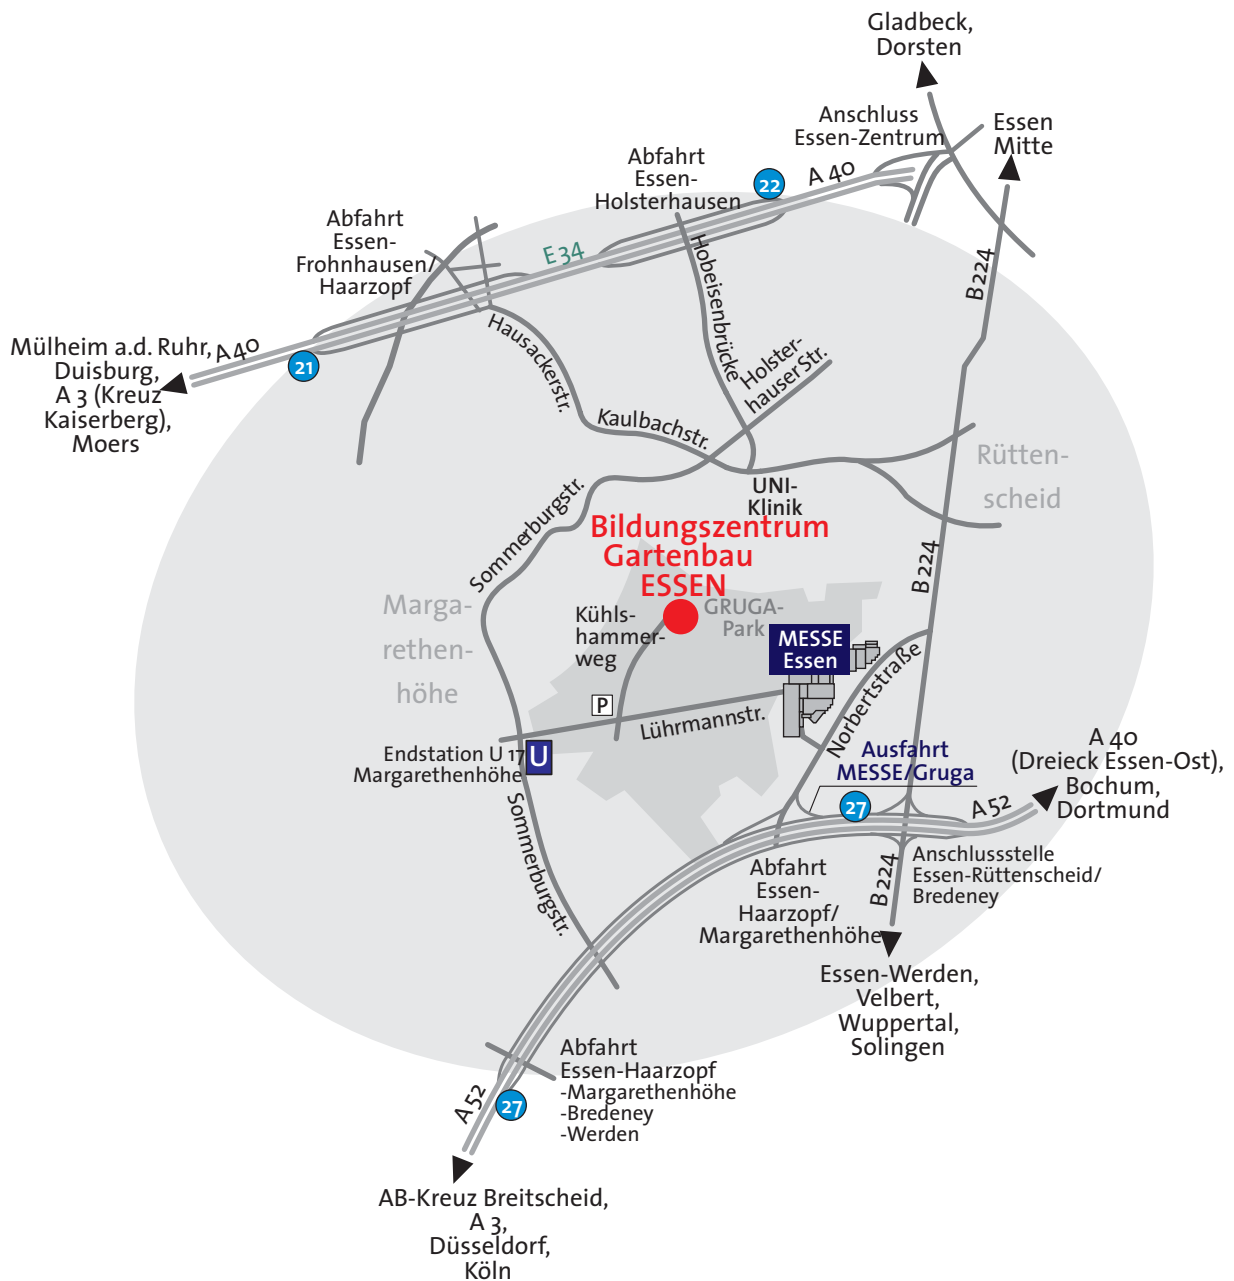 Gladbeck,
Dorsten
Anschluss
Essen-Zentrum
Essen
Mitte
Abfahrt
Essen-
Holsterhausen
22
A 40
Abfahrt
Essen-
Frohnhausen/
Haarzopf
E 34
B 224
Mülheim a.d. Ruhr,
Duisburg,
A 3 (Kreuz
Kaiserberg),
Moers
A 40
21
Hausackerstr.
Hobeisenbrücke
Holster-
hauser Str.
Kaulbachstr.
Rütten-
scheid
UNI-
Klinik
Sommerburgstr.
Bildungszentrum
Gartenbau
ESSEN
B 224
Marga-
rethen-
höhe
Kühls-
hammer-
weg
GRUGA-
Park
MESSE
Essen
P
Lührmannstr.
Norbertstraße
Endstation U 17
Margarethenhöhe
U
Ausfahrt
MESSE/Gruga
27
A 52
A 40
(Dreieck Essen-Ost),
Bochum,
Dortmund
Sommerburgstr.
Abfahrt
Essen-
Haarzopf/
Margarethenhöhe
B 224
Anschlussstelle
Essen-Rüttenscheid/
Bredeney
Essen-Werden,
Velbert,
Wuppertal,
Solingen
Abfahrt
Essen-Haarzopf
-Margarethenhöhe
-Bredeney
-Werden
A 52
27
AB-Kreuz Breitscheid,
A 3,
Düsseldorf,
Köln